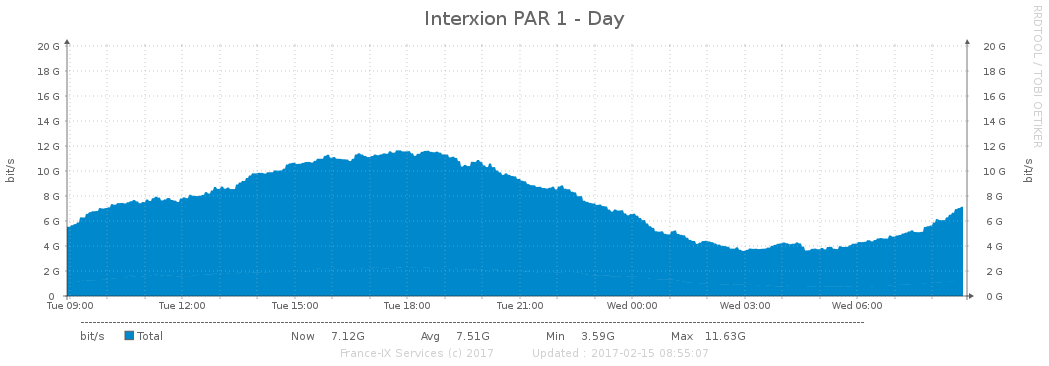 Interxion PAR 1 - Day
RRDTOOL / TOBI OETIKER
bit/s
20 G 20 G
18 G 18 G
16 G 16 G
14 G 14 G
12 G 12 G
10 G 10 G
8 G 8 G
6 G 6 G
4 G 4 G
2 G 2 G
0 0 G
bit/s
Tue 09:00 Tue 12:00 Tue 15:00 Tue 18:00 Tue 21:00 Wed 00:00 Wed 03:00 Wed 06:00
bit/s Total Now 7.12G Avg 7.51G Min 3.59G Max 11.63G
France-IX Services (c) 2017 Updated : 2017-02-15 08:55:07